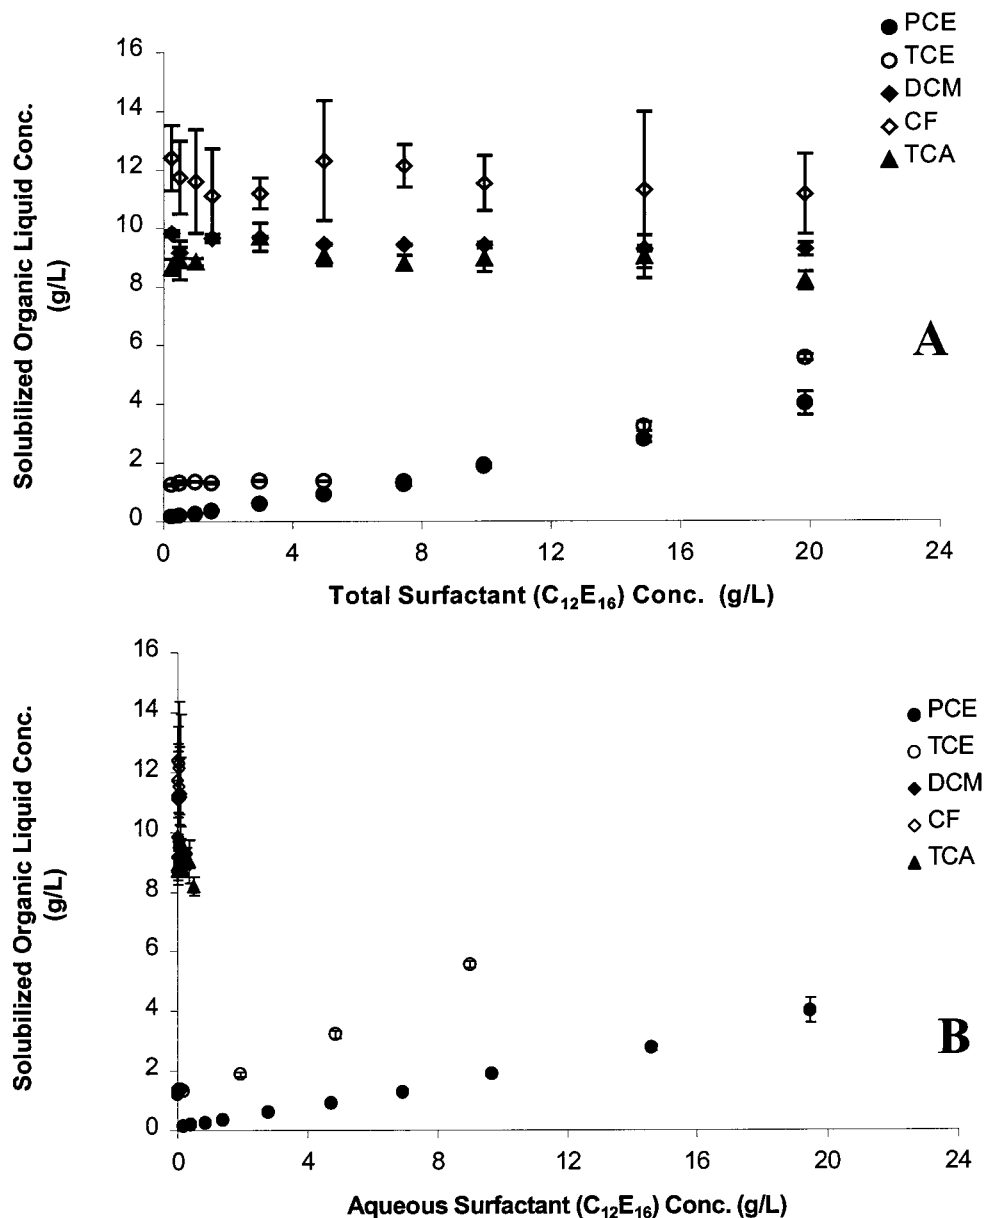 PCE
TCE
DCM
CF
TCA
Solubilized Organic Liquid Conc.
(g/L)
16
14
12
10
8
6
4
2
0
A
0 4 8 12 16 20 24
Total Surfactant (C₁₂E₁₆) Conc. (g/L)
PCE
TCE
DCM
CF
TCA
Solubilized Organic Liquid Conc.
(g/L)
16
14
12
10
8
6
4
2
0
B
0 4 8 12 16 20 24
Aqueous Surfactant (C₁₂E₁₆) Conc. (g/L)